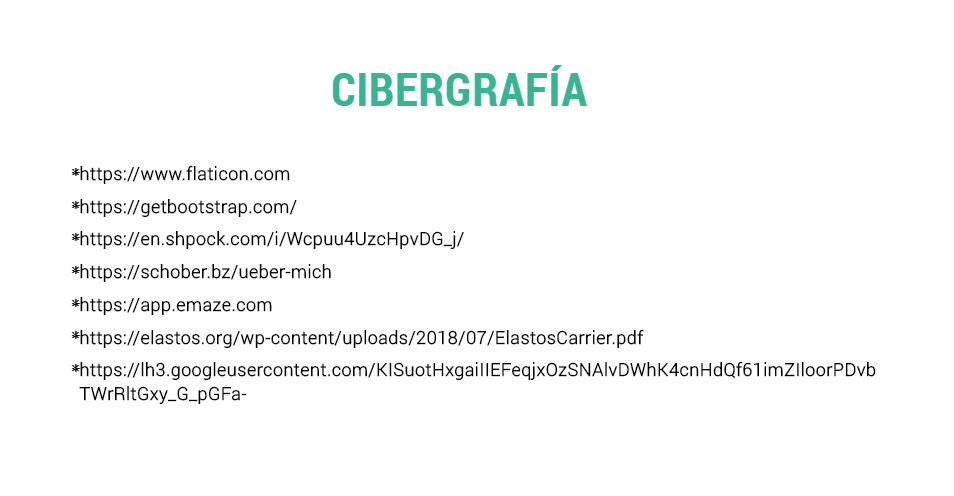 CIBERGRAFÍA
*https://www.flaticon.com
*https://getbootstrap.com/
*https://en.shpock.com/i/Wcpuu4UzcHpvDG_j/
*https://schober.bz/ueber-mich
*https://app.emaze.com
*https://elastos.org/wp-content/uploads/2018/07/ElastosCarrier.pdf
*https://lh3.googleusercontent.com/KISuotHxgaiIIEFeqjxOzSNAlvDWhK4cnHdQf61imZIloorPDvb
TWrRltGxy_G_pGFa-